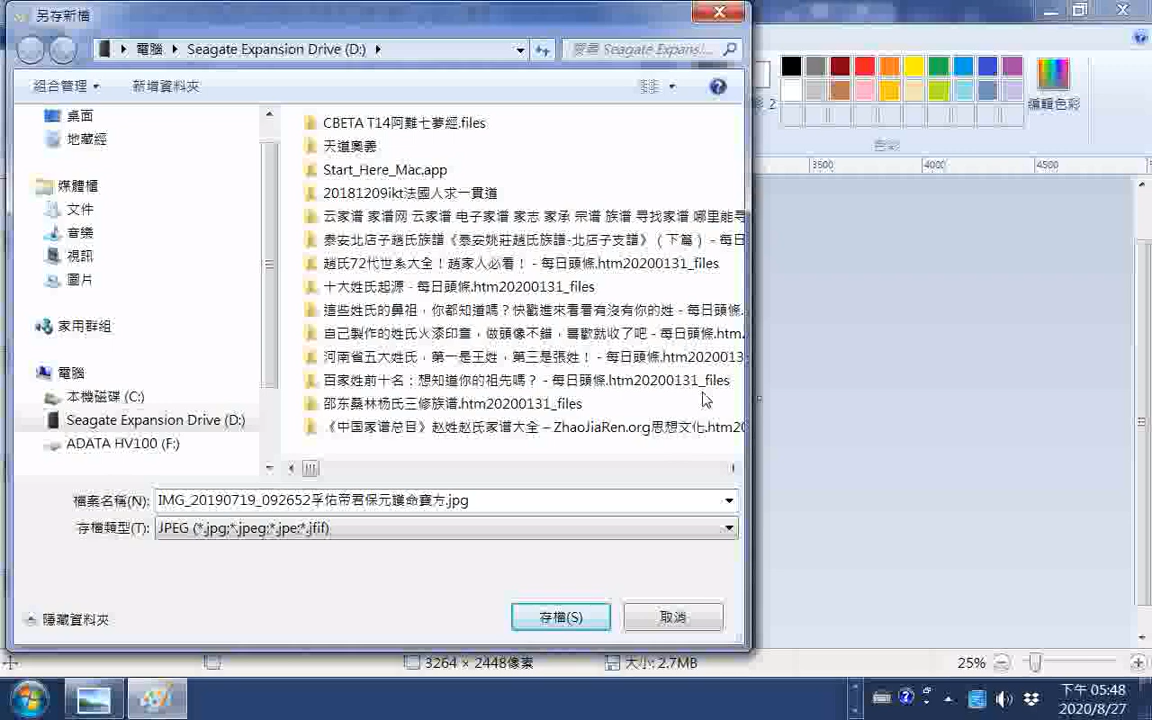 另存新檔
電腦 Seagate Expansion Drive (D:)
搜尋 Seagate Expansi...
組合管理 新增資料夾
桌面
地藏經
媒體櫃
文件
音樂
視訊
圖片
家用群組
電腦
本機磁碟 (C:)
Seagate Expansion Drive (D:)
ADATA HV100 (F:)
CBETA T14阿難七夢經.files
天道奧義
Start_Here_Mac.app
20181209ikt法國人求一貫道
云家谱 家谱网 云家谱 电子家谱 家志 家承 宗谱 族谱 寻找家谱 哪里能寻
泰安北店子趙氏族譜《泰安姚莊趙氏族譜-北店子支譜》（下篇） - 每日
趙氏72代世系大全！趙家人必看！ - 每日頭條.htm20200131_files
十大姓氏起源 - 每日頭條.htm20200131_files
這些姓氏的鼻祖，你都知道嗎？快戳進來看看有沒有你的姓 - 每日頭條.
自己製作的姓氏火漆印章，做頭像不錯，喜歡就收了吧 - 每日頭條.htm.
河南省五大姓氏，第一是王姓，第三是張姓！ - 每日頭條.htm2020013
百家姓前十名：想知道你的祖先嗎？ - 每日頭條.htm20200131_files
邵东桑林杨氏三修族谱.htm20200131_files
《中国家谱总目》赵姓赵氏家谱大全 – ZhaoJiaRen.org思想文化.htm20
檔案名稱(N): IMG_20190719_092652孚佑帝君保元護命寶方.jpg
存檔類型(T): JPEG (*.jpg;*.jpeg;*.jpe;*.jfif)
隱藏資料夾
存檔(S) 取消
2
編輯色彩
色彩
3500 4000 4500
3264 × 2448像素
大小: 2.7MB
25%
下午 05:48
2020/8/27